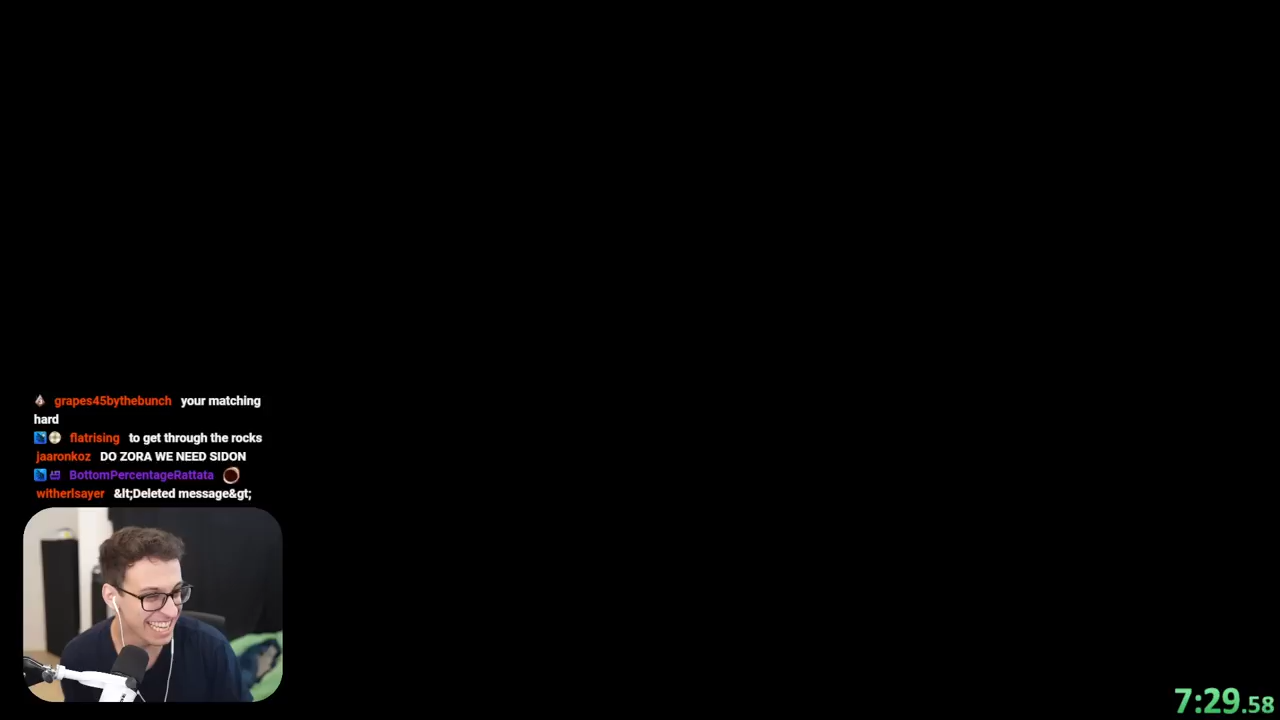 grapes45bythebunch your matching
hard
flatrising to get through the rocks
jaaronkoz DO ZORA WE NEED SIDON
BottomPercentageRattata
witherlsayer &lt;Deleted message&gt;
7:29.58